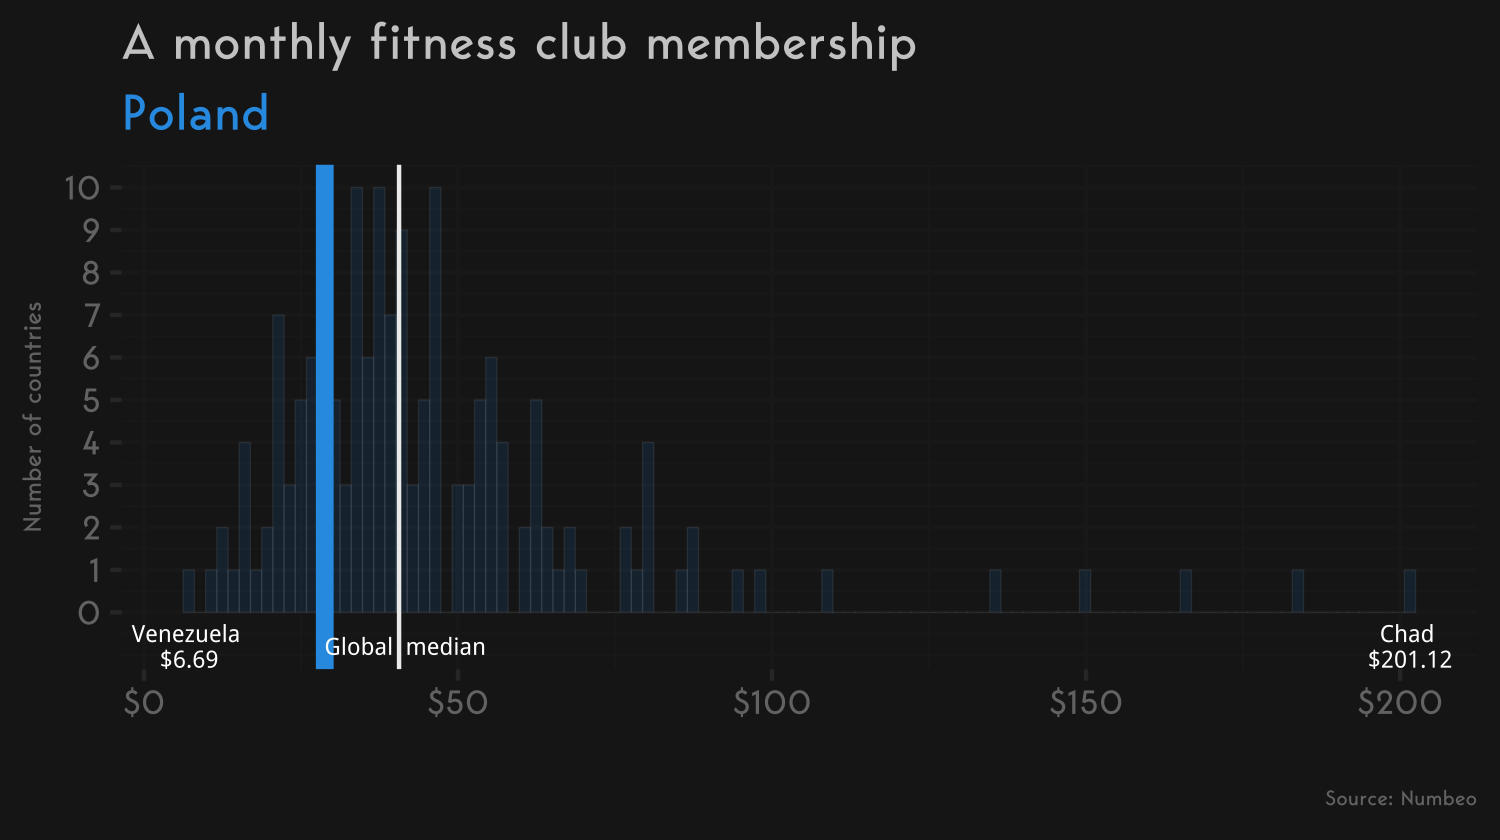 A monthly fitness club membership
Poland
Number of countries
10
9
8
7
6
5
4
3
2
1
0
Venezuela
$6.69
Global median
Chad
$201.12
$0 $50 $100 $150 $200
Source: Numbeo